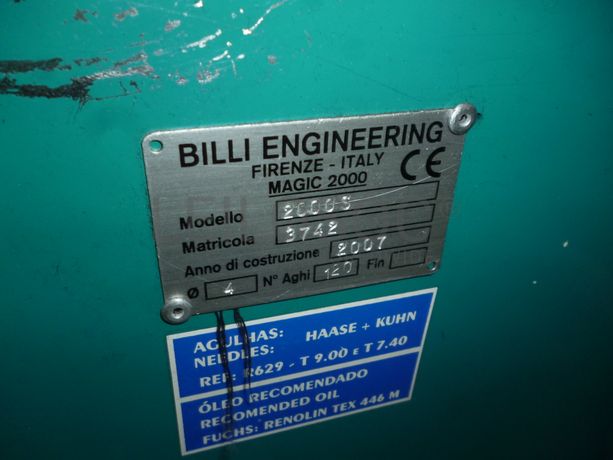 BILLI ENGINEERING
FIRENZE - ITALY
MAGIC 2000
CE
Modello 2000S
Matricola 3742
Anno di costruzione 2007
Ø 4 N° Aghi 120 Fin
AGULHAS: HAASE + KUHN
NEEDLES:
REF: R629 - T 9.00 E T 7.40
ÓLEO RECOMENDADO
RECOMENDED OIL
FUCHS: RENOLIN TEX 446 M